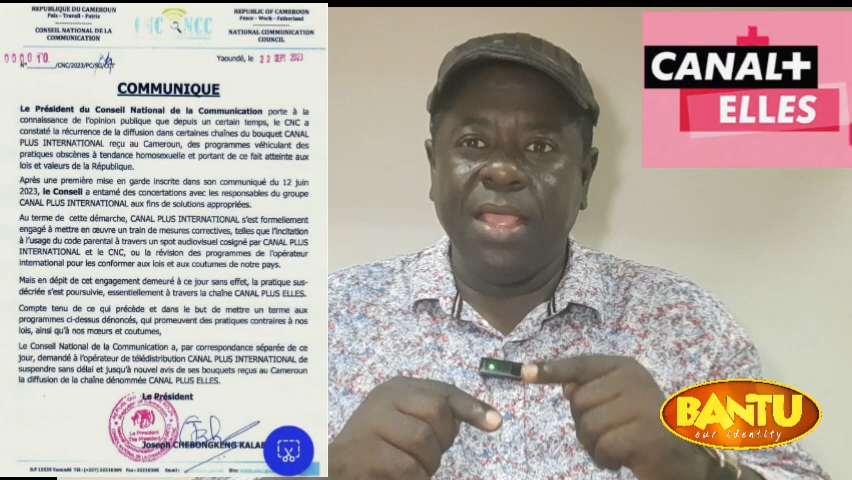 REPUBLIQUE DU CAMEROUN
Paix - Travail - Patrie
CONSEIL NATIONAL DE LA
COMMUNICATION
CNC NCC
REPUBLIC OF CAMEROON
Peace - Work - Fatherland
NATIONAL COMMUNICATION
COUNCIL
N° /CNC/2023/PC/SG/
Yaoundé, le 22 SEPT 2023
COMMUNIQUE
Le Président du Conseil National de la Communication porte à la
connaissance de l'opinion publique que depuis un certain temps, le CNC a
constaté la récurrence de la diffusion dans certaines chaînes du bouquet CANAL
PLUS INTERNATIONAL reçu au Cameroun, des programmes véhiculant des
pratiques obscènes à tendance homosexuelle et portant de ce fait atteinte aux
lois et valeurs de la République.
Après une première mise en garde inscrite dans son communiqué du 12 juin
2023, le Conseil a entamé des concertations avec les responsables du groupe
CANAL PLUS INTERNATIONAL aux fins de solutions appropriées.
Au terme de cette démarche, CANAL PLUS INTERNATIONAL s'est formellement
engagé à mettre en œuvre un train de mesures correctives, telles que l'incitation
à l'usage du code parental à travers un spot audiovisuel cosigné par CANAL PLUS
INTERNATIONAL et le CNC, ou la révision des programmes de l'opérateur
international pour les conformer aux lois et aux coutumes de notre pays.
Mais en dépit de cet engagement demeuré à ce jour sans effet, la pratique sus-
décriée s'est poursuivie, essentiellement à travers la chaîne CANAL PLUS ELLES.
Compte tenu de ce qui précède et dans le but de mettre un terme aux
programmes ci-dessus dénoncés, qui promeuvent des pratiques contraires à nos
lois, ainsi qu'à nos mœurs et coutumes,
Le Conseil National de la Communication a, par correspondance séparée de ce
jour, demandé à l'opérateur de télédistribution CANAL PLUS INTERNATIONAL de
suspendre sans délai et jusqu'à nouvel avis de ses bouquets reçus au Cameroun
la diffusion de la chaîne dénommée CANAL PLUS ELLES.
Le Président
Joseph CHEBONGKENG KALAB
CANAL+
ELLES
BANTU
our identity